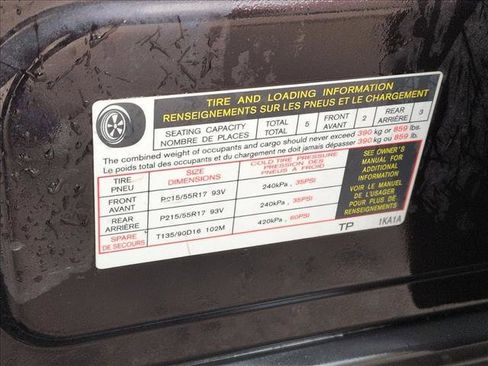 TIRE AND LOADING INFORMATION
RENSEIGNEMENTS SUR LES PNEUS ET LE CHARGEMENT
SEATING CAPACITY TOTAL 5 FRONT 2 REAR 3
NOMBRE DE PLACES TOTAL AVANT ARRIÈRE
The combined weight of occupants and cargo should never exceed 390 kg or 859 lbs.
Le poids total des occupants et du chargement ne doit jamais dépasser 390 kg ou 859 lb.
TIRE SIZE COLD TIRE PRESSURE
PNEU DIMENSIONS PRESSION DES PNEUS À FROID
FRONT AVANT P215/55R17 93V 240kPa, 35PSI
REAR ARRIÈRE P215/55R17 93V 240kPa, 35PSI
SPARE DE SECOURS T135/90D16 102M 420kPa, 60PSI
SEE OWNER'S
MANUAL FOR
ADDITIONAL
INFORMATION
VOIR LE MANUEL
DE L'USAGER
POUR PLUS DE
RENSEIGNEMENTS
TP 1KA1A